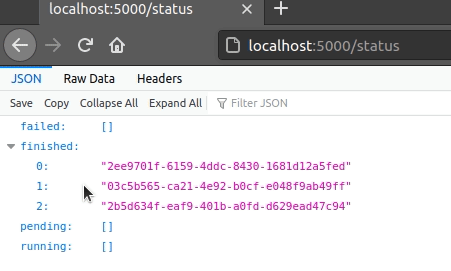 localhost:5000/status
localhost:5000/status
JSON Raw Data Headers
Save Copy Collapse All Expand All Filter JSON
failed: []
finished:
0: "2ee9701f-6159-4ddc-8430-1681d12a5fed"
1: "03c5b565-ca21-4e92-b0cf-e048f9ab49ff"
2: "2b5d634f-eaf9-401b-a0fd-d629ead47c94"
pending: []
running: []